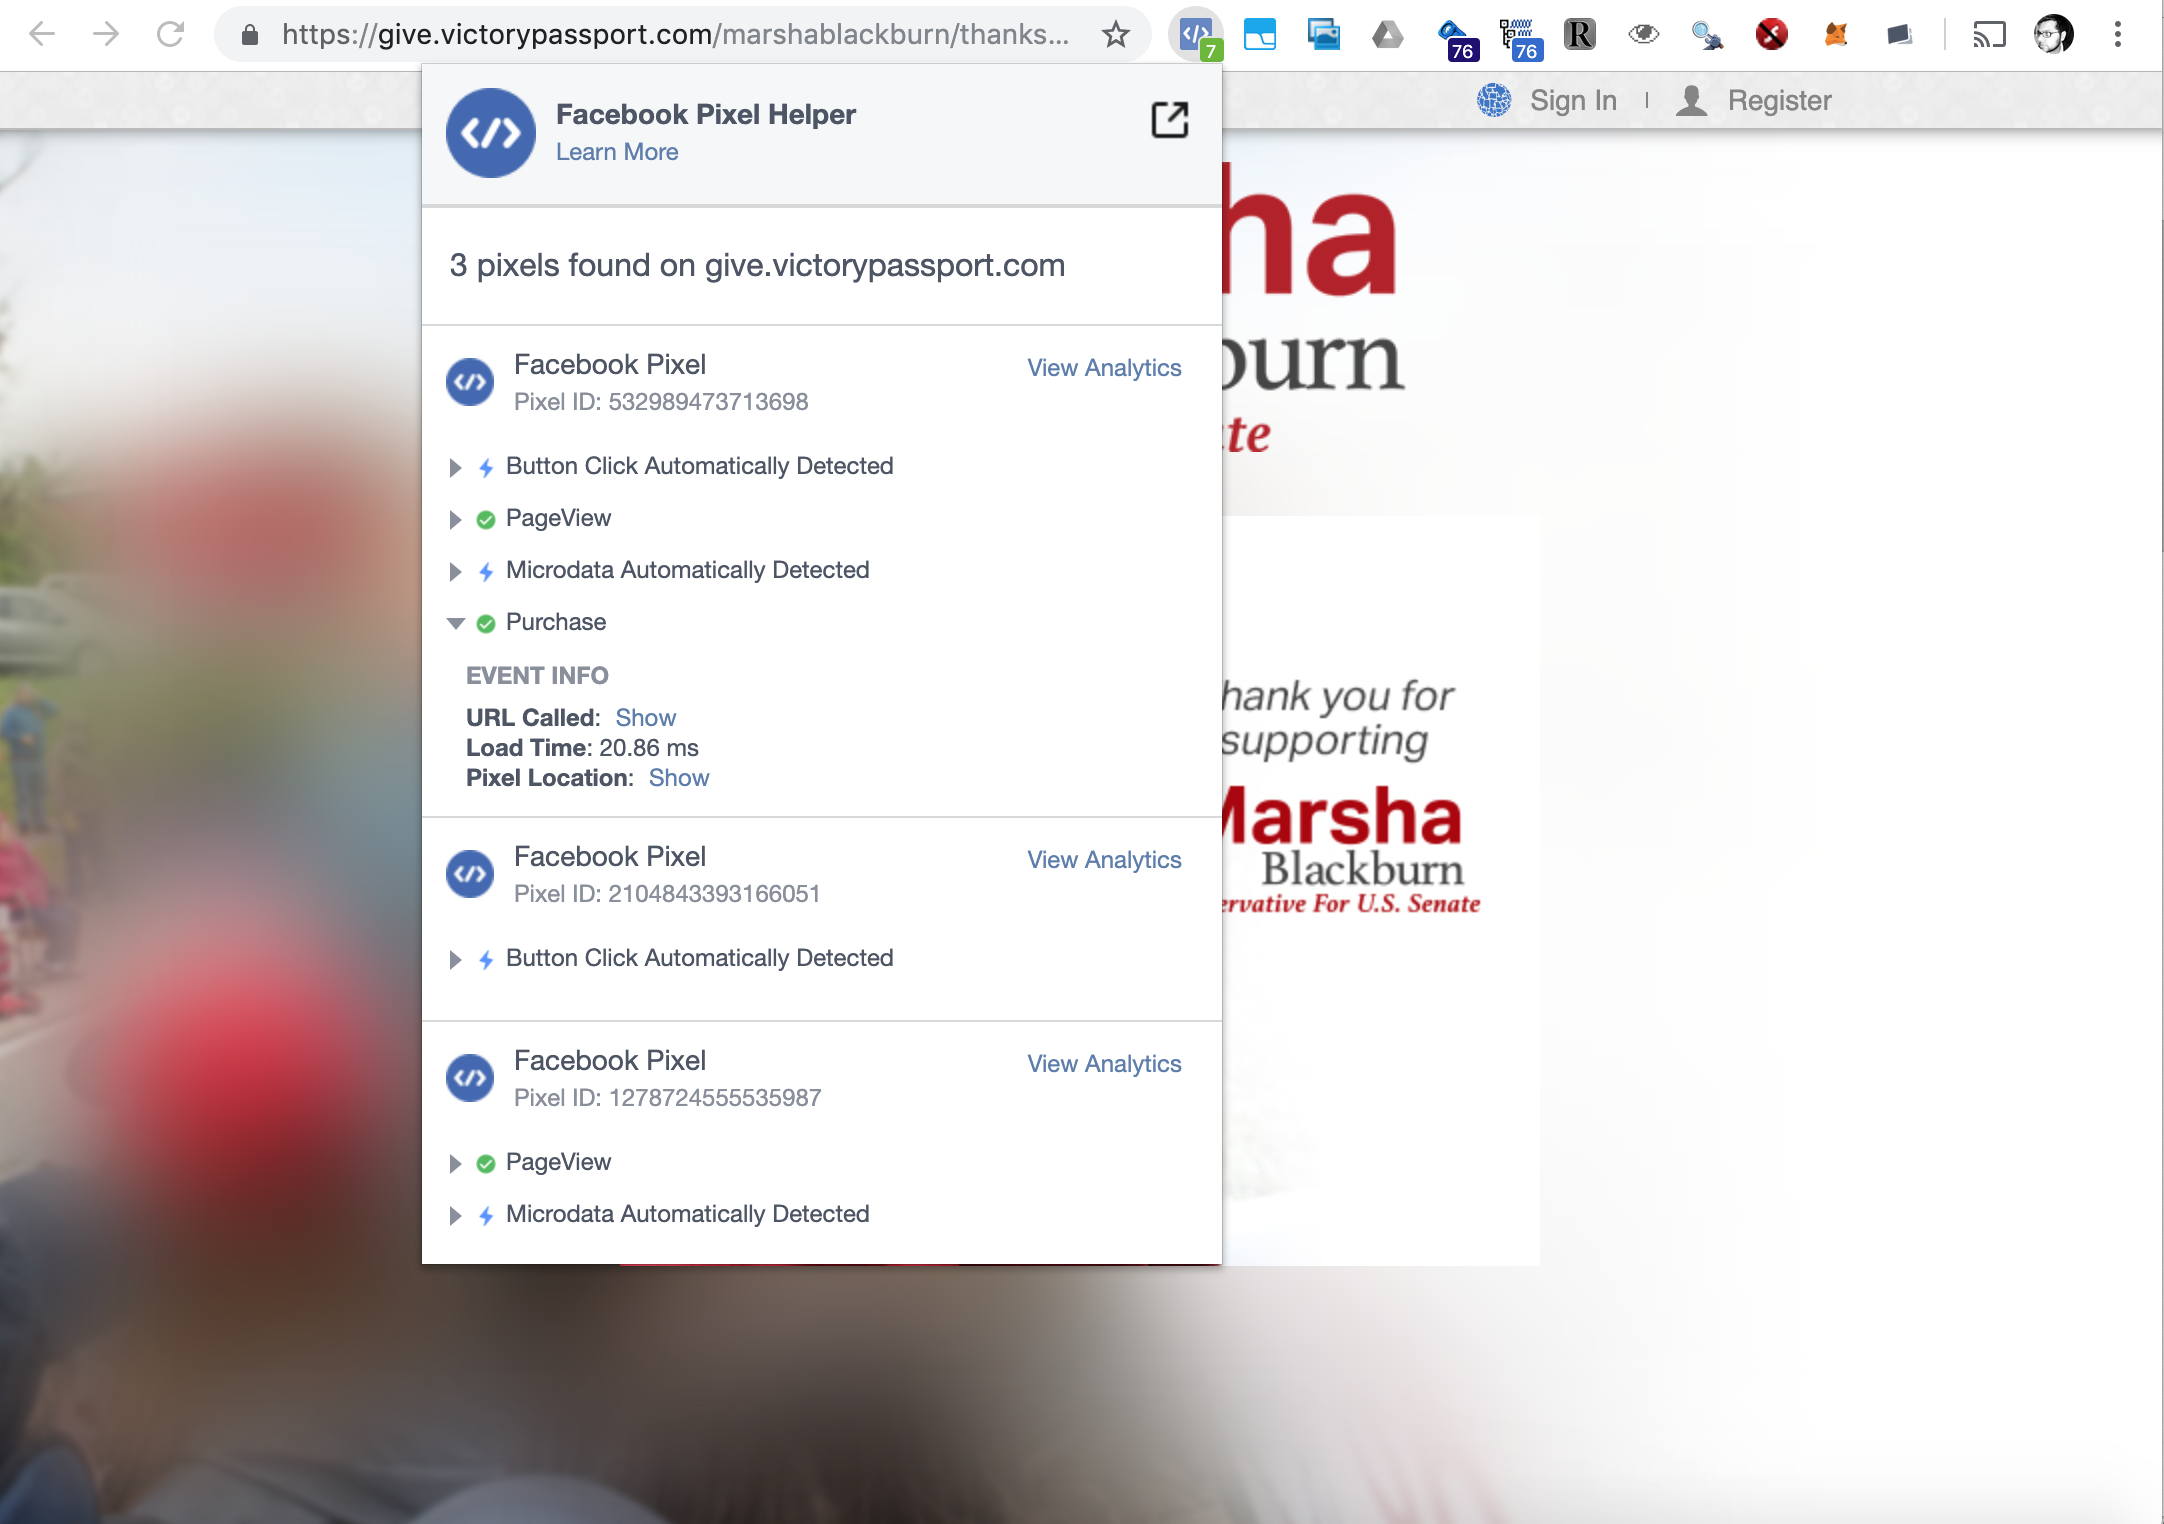 https://give.victorypassport.com/marshablackburn/thanks...
7
76
76
R
Sign In | Register
Facebook Pixel Helper
Learn More
3 pixels found on give.victorypassport.com
Facebook Pixel
View Analytics
Pixel ID: 532989473713698
Button Click Automatically Detected
PageView
Microdata Automatically Detected
Purchase
EVENT INFO
URL Called: Show
Load Time: 20.86 ms
Pixel Location: Show
Facebook Pixel
View Analytics
Pixel ID: 2104843393166051
Button Click Automatically Detected
Facebook Pixel
View Analytics
Pixel ID: 1278724555535987
PageView
Microdata Automatically Detected
ha
burn
te
hank you for
supporting
Marsha
Blackburn
ervative For U.S. Senate